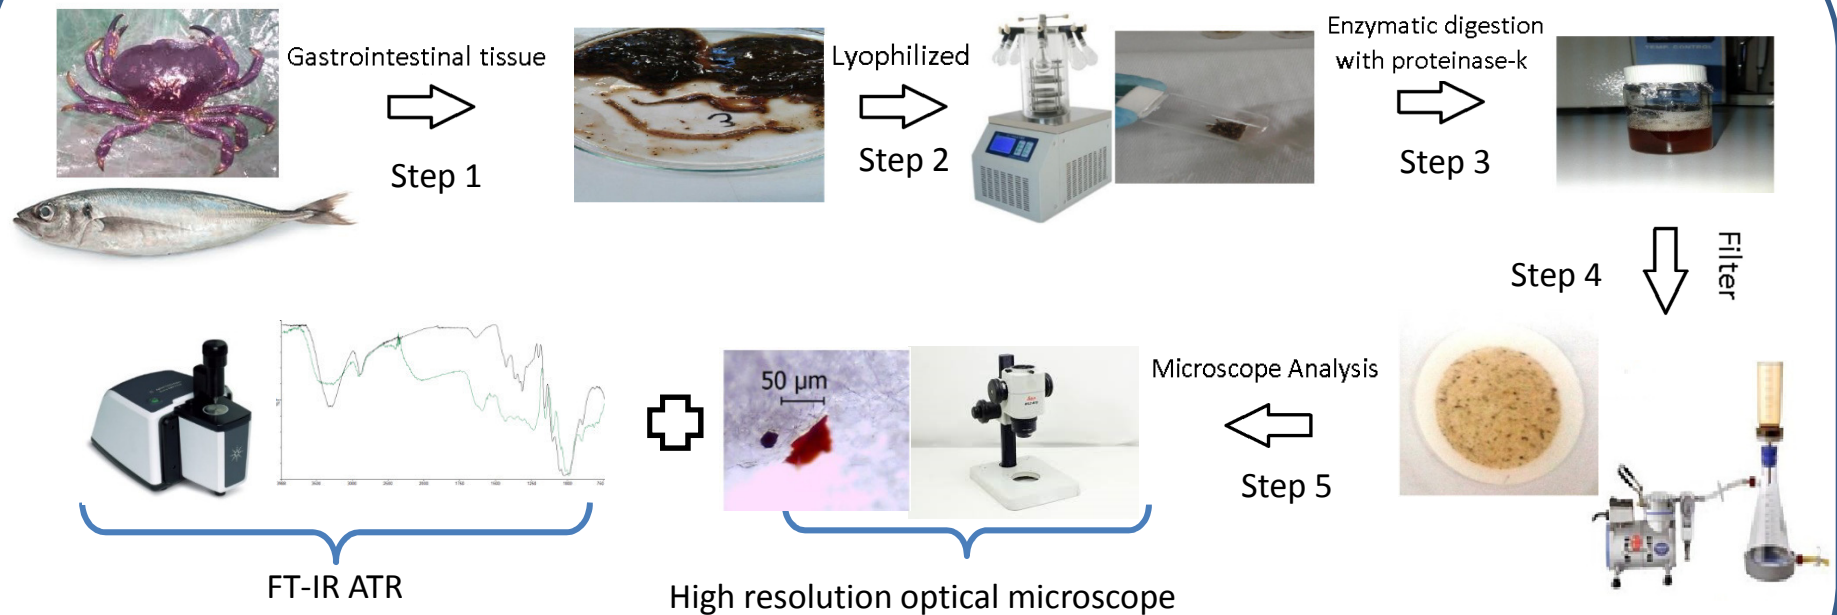 Gastrointestinal tissue
Step 1
3
Lyophilized
Step 2
Enzymatic digestion
with proteinase-k
Step 3
Filter
Step 4
Microscope Analysis
Step 5
50 µm
High resolution optical microscope
FT-IR ATR